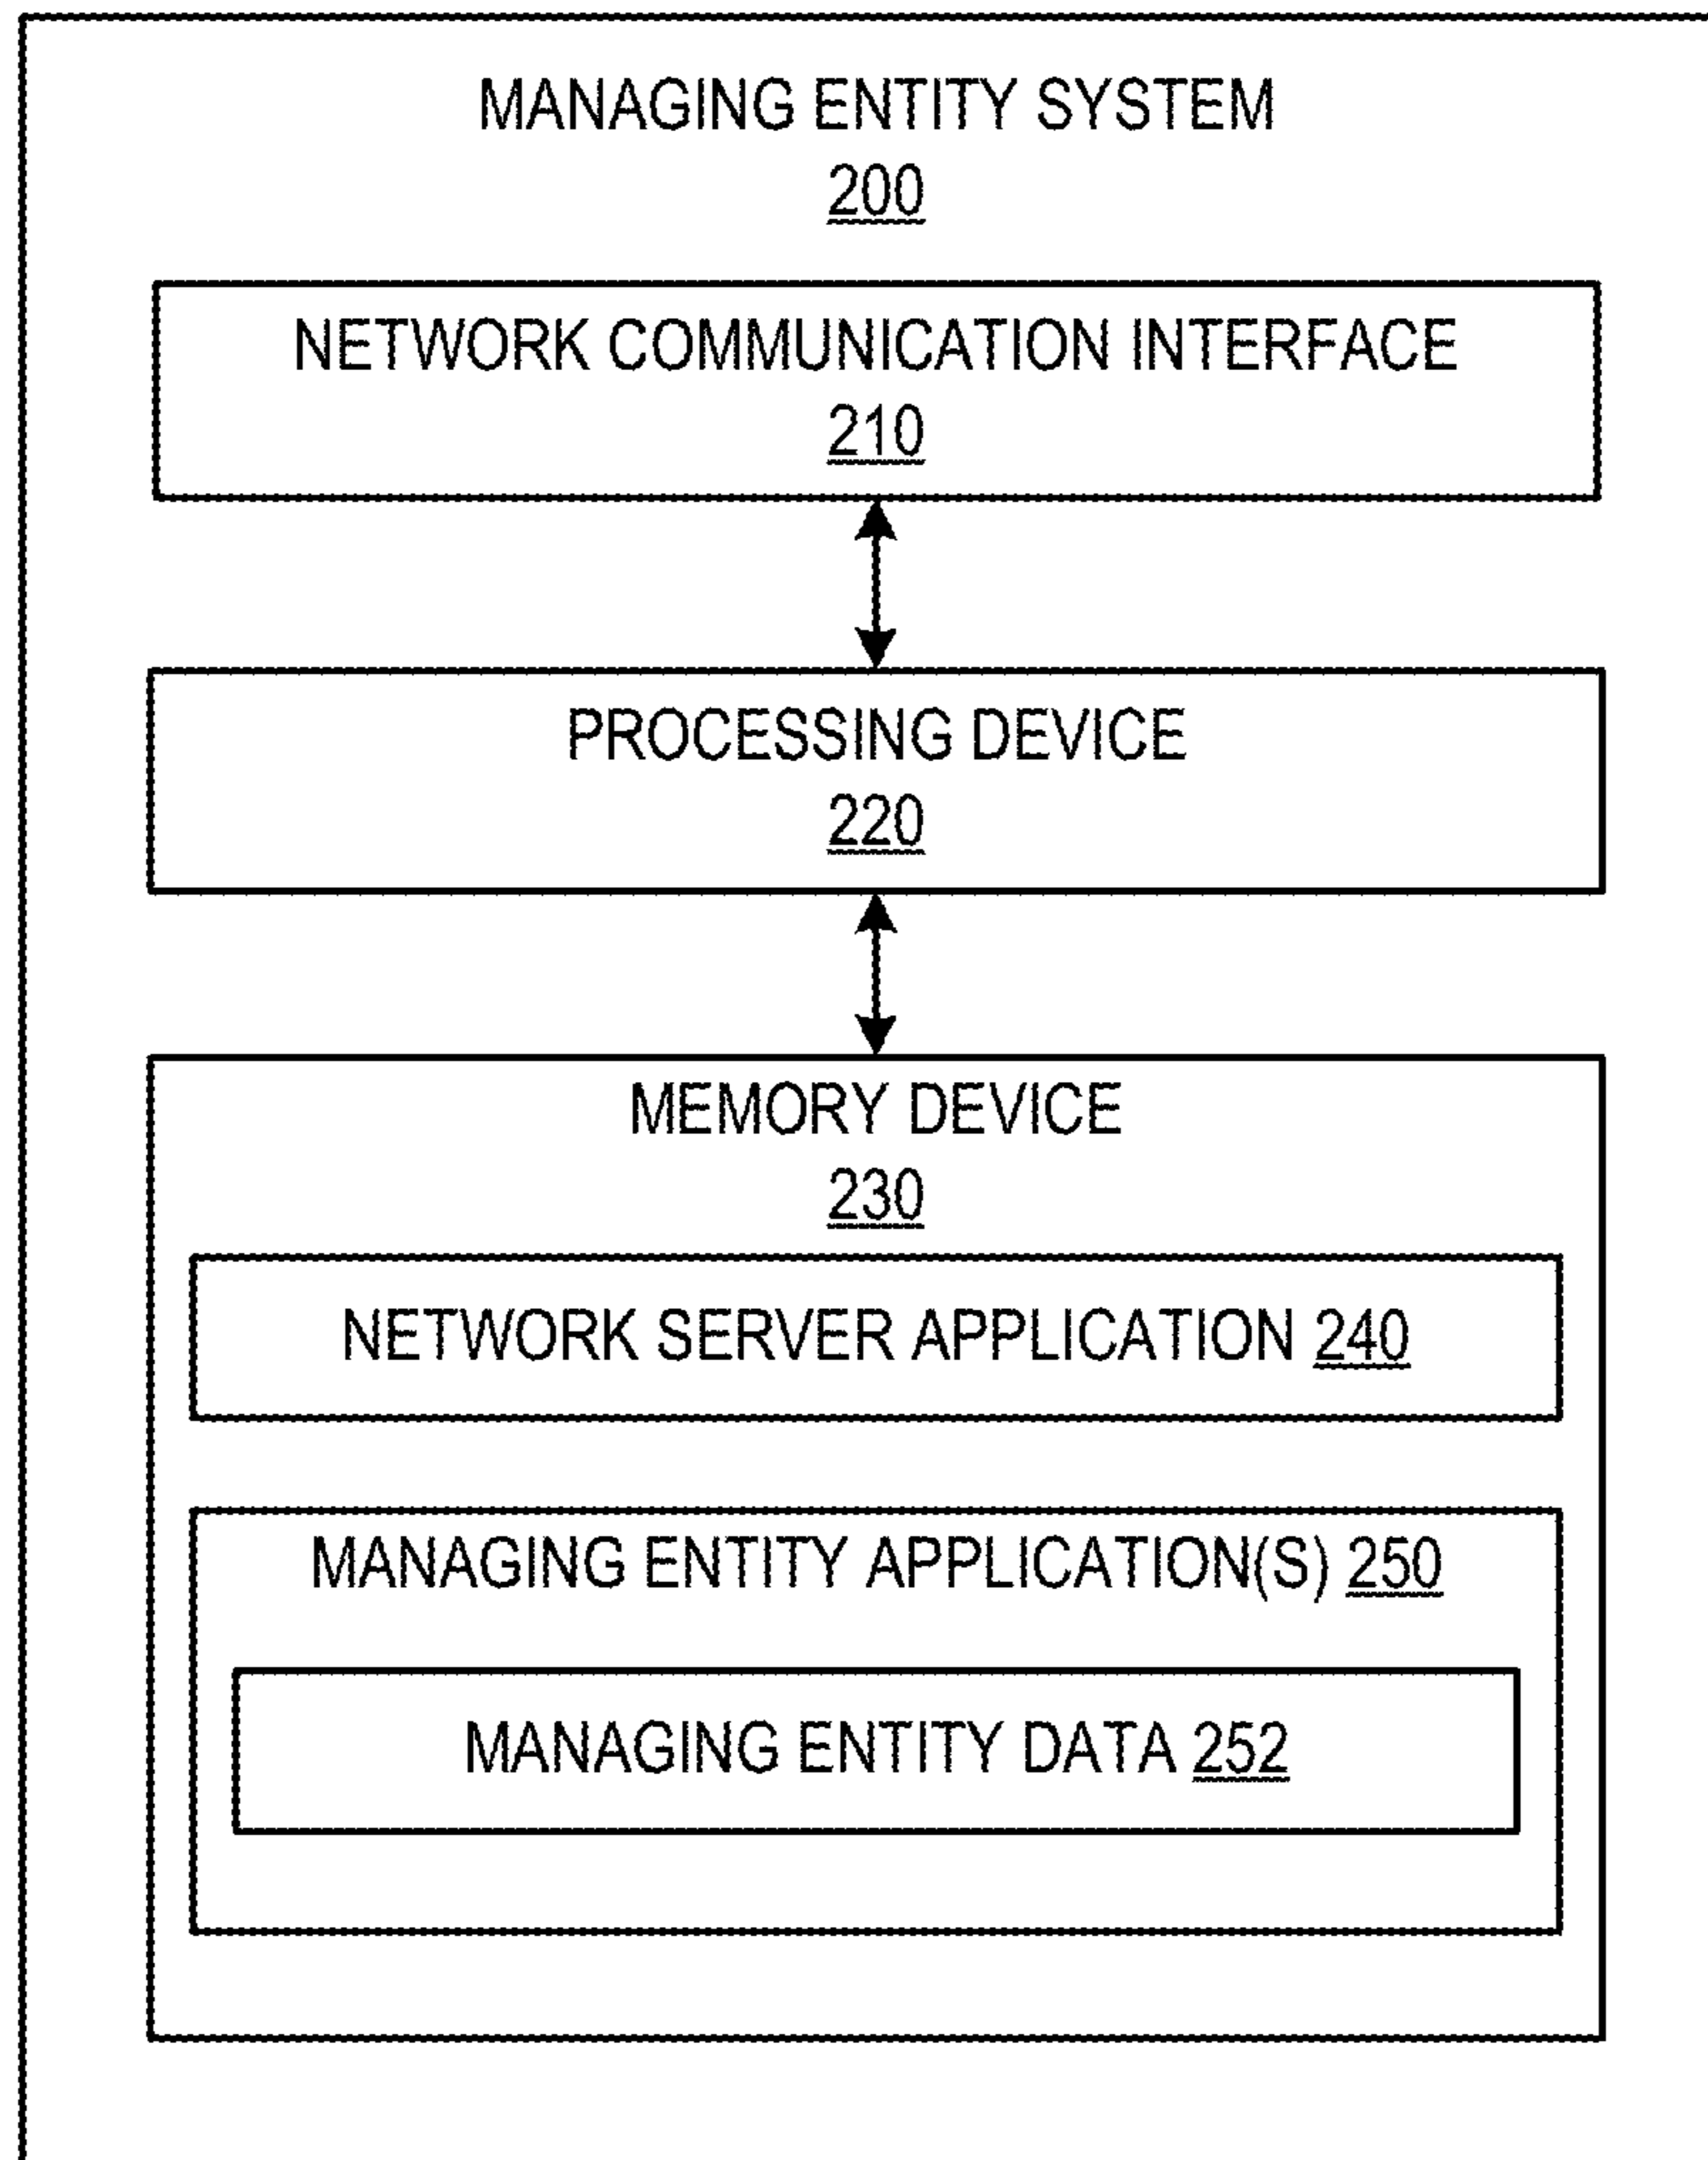 MANAGING ENTITY SYSTEM
200
NETWORK COMMUNICATION INTERFACE
210
PROCESSING DEVICE
220
MEMORY DEVICE
230
NETWORK SERVER APPLICATION 240
MANAGING ENTITY APPLICATION(S) 250
MANAGING ENTITY DATA 252